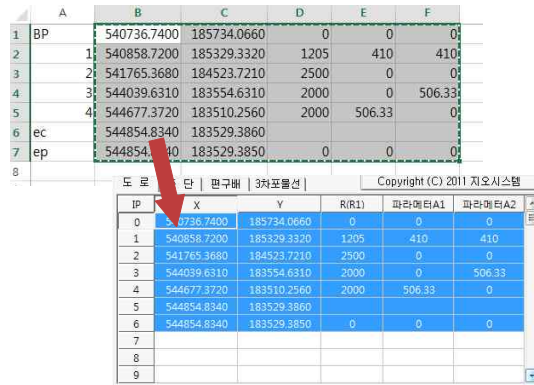 A B C D E F
1 BP 540736.7400 185734.0660 0 0 0
2 1 540858.7200 185329.3320 1205 410 410
3 2 541765.3680 184523.7210 2500 0 0
4 3 544039.6310 183554.6310 2000 0 506.33
5 4 544677.3720 183510.2560 2000 506.33 0
6 ec 544854.8340 183529.3860
7 ep 183529.3850 0 0 0
8
도 로 단 편구배 3차포물선 Copyright (C) 2011 지오시스템
IP X Y R(R1) 파라메터A1 파라메터A2
0 185734.0660 0 0 0
1 540858.7200 185329.3320 1205 410 410
2 541765.3680 184523.7210 2500 0 0
3 544039.6310 183554.6310 2000 0 506.33
4 544677.3720 183510.2560 2000 506.33 0
5 544854.8340 183529.3860
6 544854.8340 183529.3850 0 0 0
7
8
9